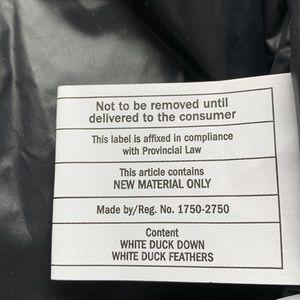 Not to be removed until
delivered to the consumer
This label is affixed in compliance
with Provincial Law
This article contains
NEW MATERIAL ONLY
Made by/Reg. No. 1750-2750
Content
WHITE DUCK DOWN
WHITE DUCK FEATHERS